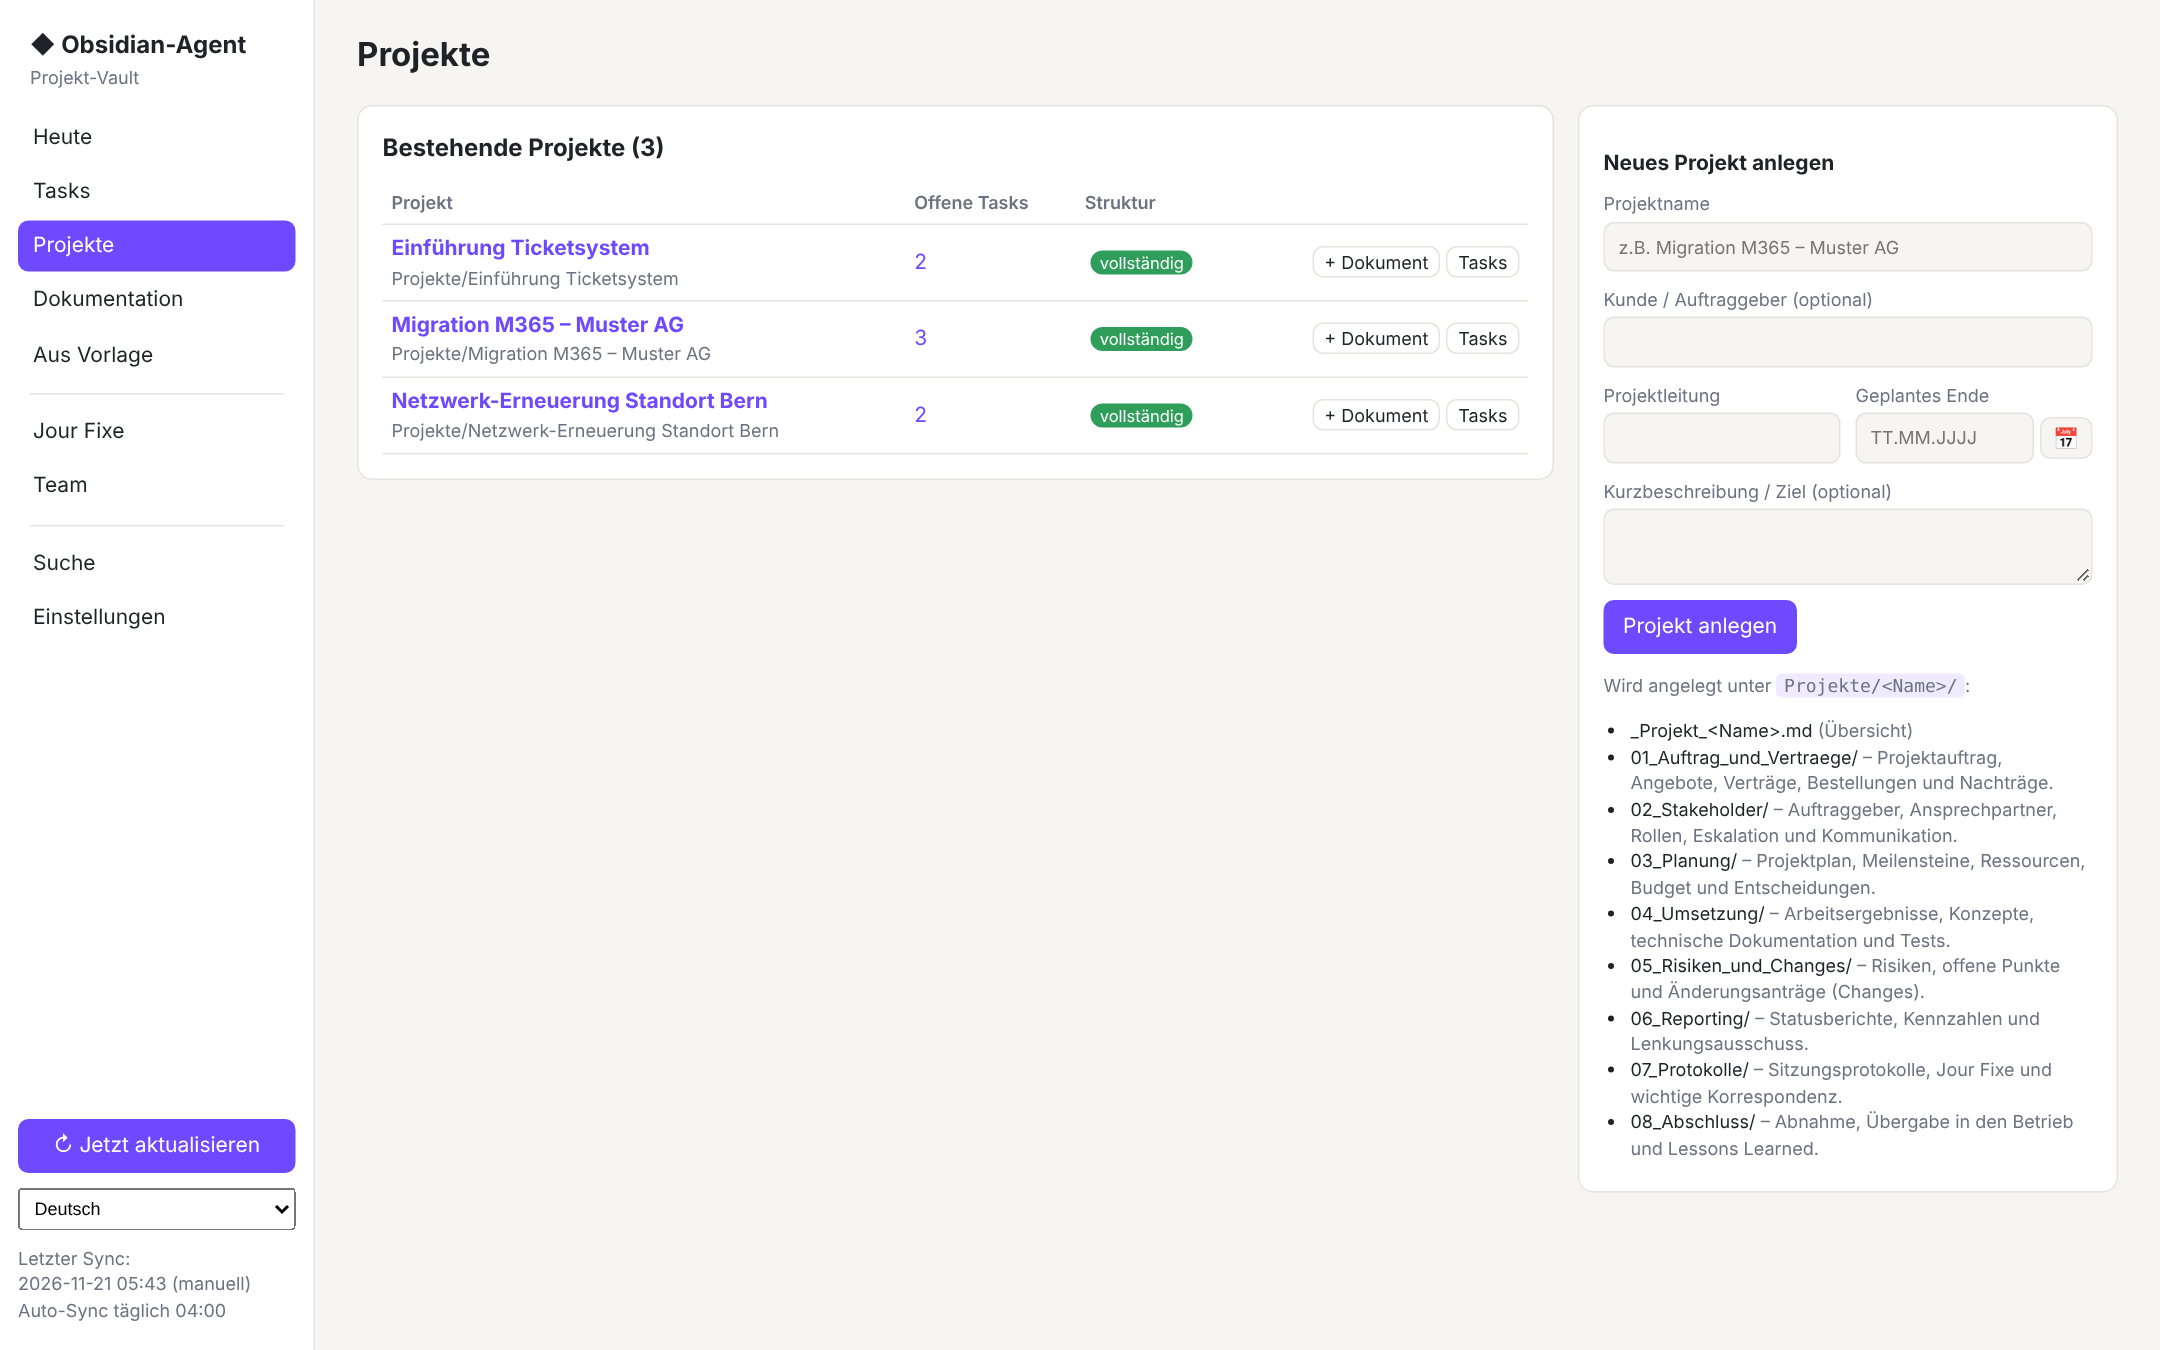 ◆ Obsidian-Agent
Projekt-Vault
Heute
Tasks
Projekte
Dokumentation
Aus Vorlage
Jour Fixe
Team
Suche
Einstellungen
↻ Jetzt aktualisieren
Deutsch
Letzter Sync:
2026-11-21 05:43 (manuell)
Auto-Sync täglich 04:00
Projekte
Bestehende Projekte (3)
Projekt Offene Tasks Struktur
Einführung Ticketsystem
Projekte/Einführung Ticketsystem
2 vollständig + Dokument Tasks
Migration M365 – Muster AG
Projekte/Migration M365 – Muster AG
3 vollständig + Dokument Tasks
Netzwerk-Erneuerung Standort Bern
Projekte/Netzwerk-Erneuerung Standort Bern
2 vollständig + Dokument Tasks
Neues Projekt anlegen
Projektname
z.B. Migration M365 – Muster AG
Kunde / Auftraggeber (optional)
Projektleitung Geplantes Ende
TT.MM.JJJJ
July
17
Kurzbeschreibung / Ziel (optional)
Projekt anlegen
Wird angelegt unter Projekte/<Name>/:
• _Projekt_<Name>.md (Übersicht)
• 01_Auftrag_und_Vertraege/ – Projektauftrag,
Angebote, Verträge, Bestellungen und Nachträge.
• 02_Stakeholder/ – Auftraggeber, Ansprechpartner,
Rollen, Eskalation und Kommunikation.
• 03_Planung/ – Projektplan, Meilensteine, Ressourcen,
Budget und Entscheidungen.
• 04_Umsetzung/ – Arbeitsergebnisse, Konzepte,
technische Dokumentation und Tests.
• 05_Risiken_und_Changes/ – Risiken, offene Punkte
und Änderungsanträge (Changes).
• 06_Reporting/ – Statusberichte, Kennzahlen und
Lenkungsausschuss.
• 07_Protokolle/ – Sitzungsprotokolle, Jour Fixe und
wichtige Korrespondenz.
• 08_Abschluss/ – Abnahme, Übergabe in den Betrieb
und Lessons Learned.